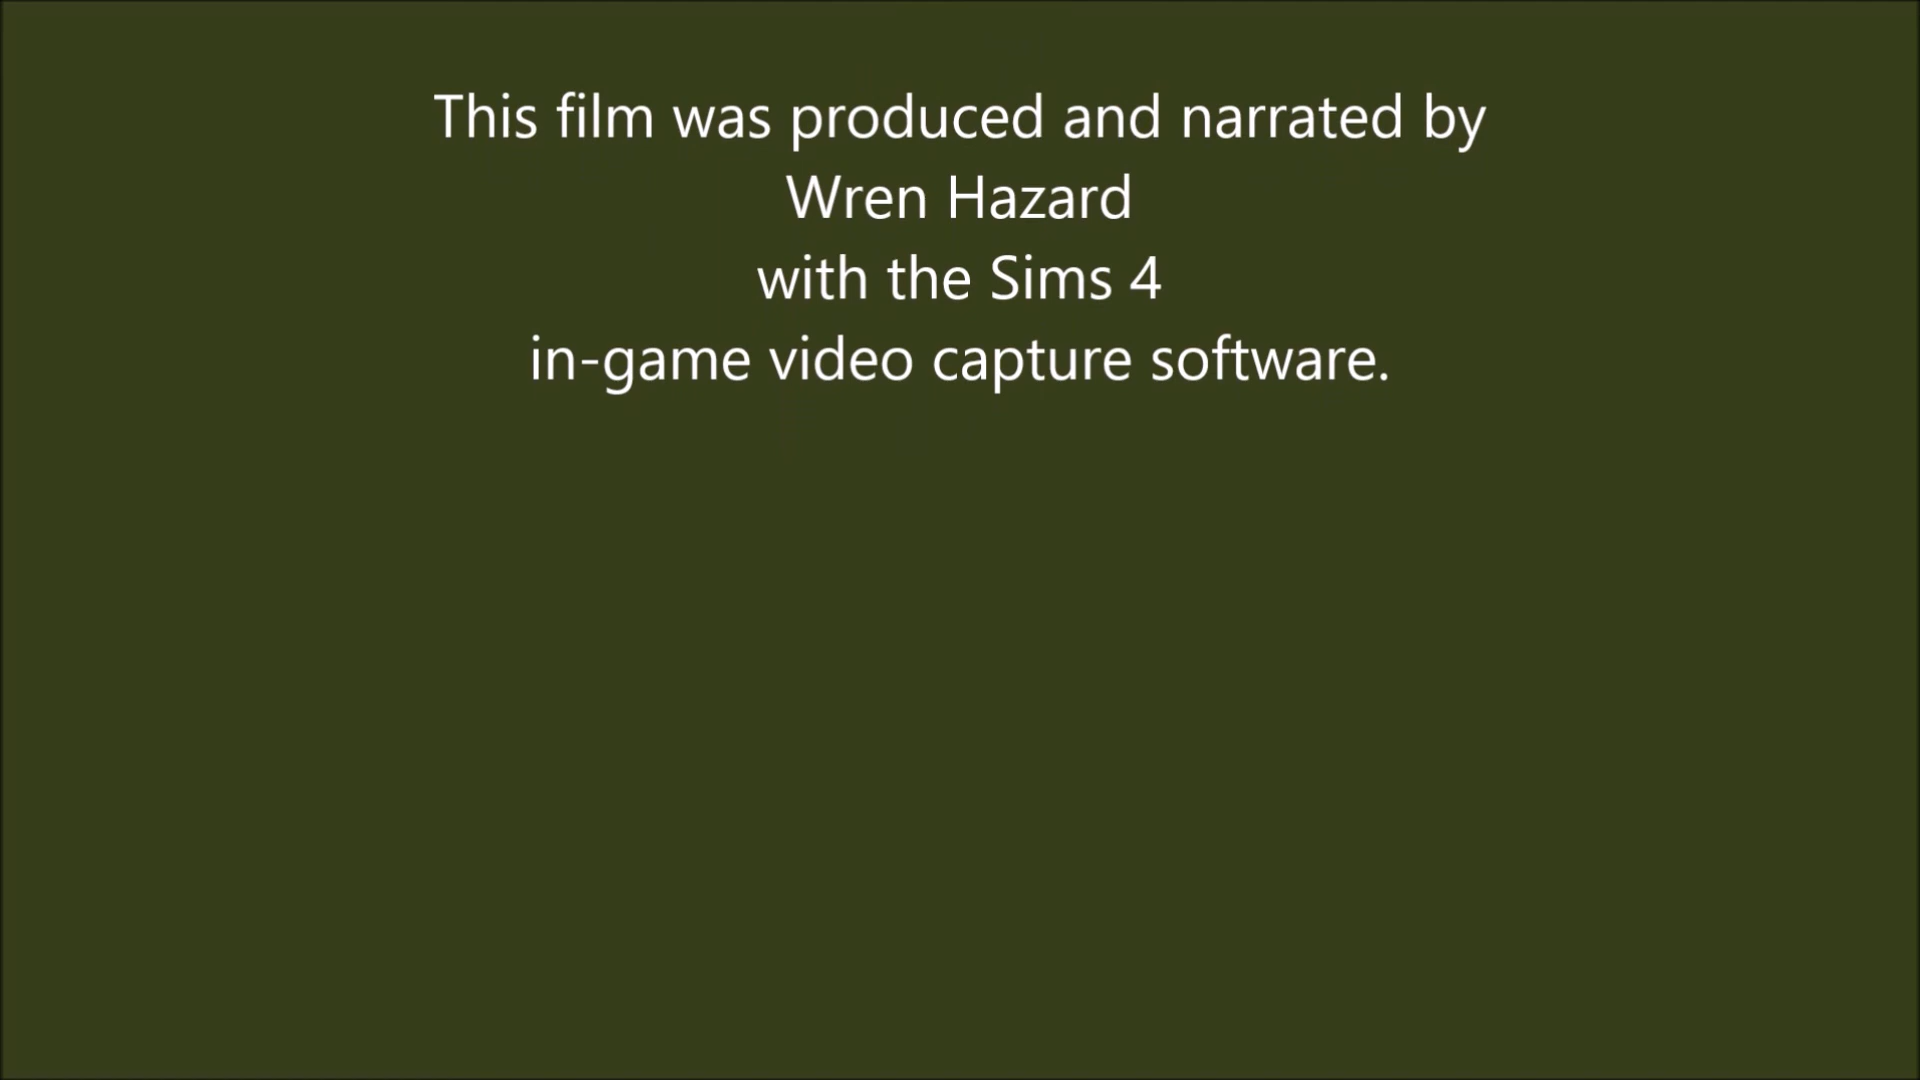 This film was produced and narrated by
Wren Hazard
with the Sims 4
in-game video capture software.